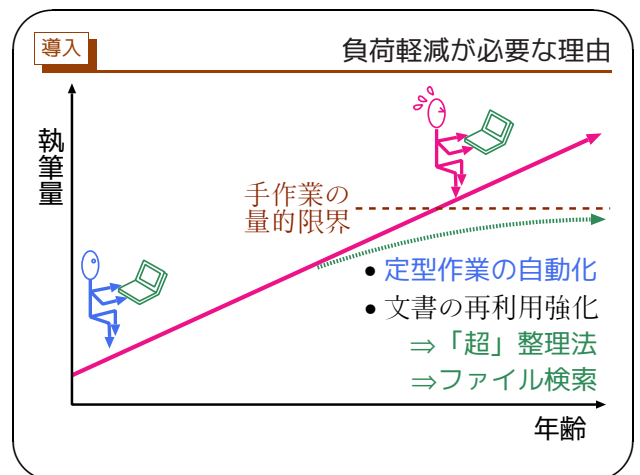 導入
負荷軽減が必要な理由
執筆量
手作業の
量的限界
• 定型作業の自動化
• 文書の再利用強化
⇒「超」整理法
⇒ファイル検索
年齢